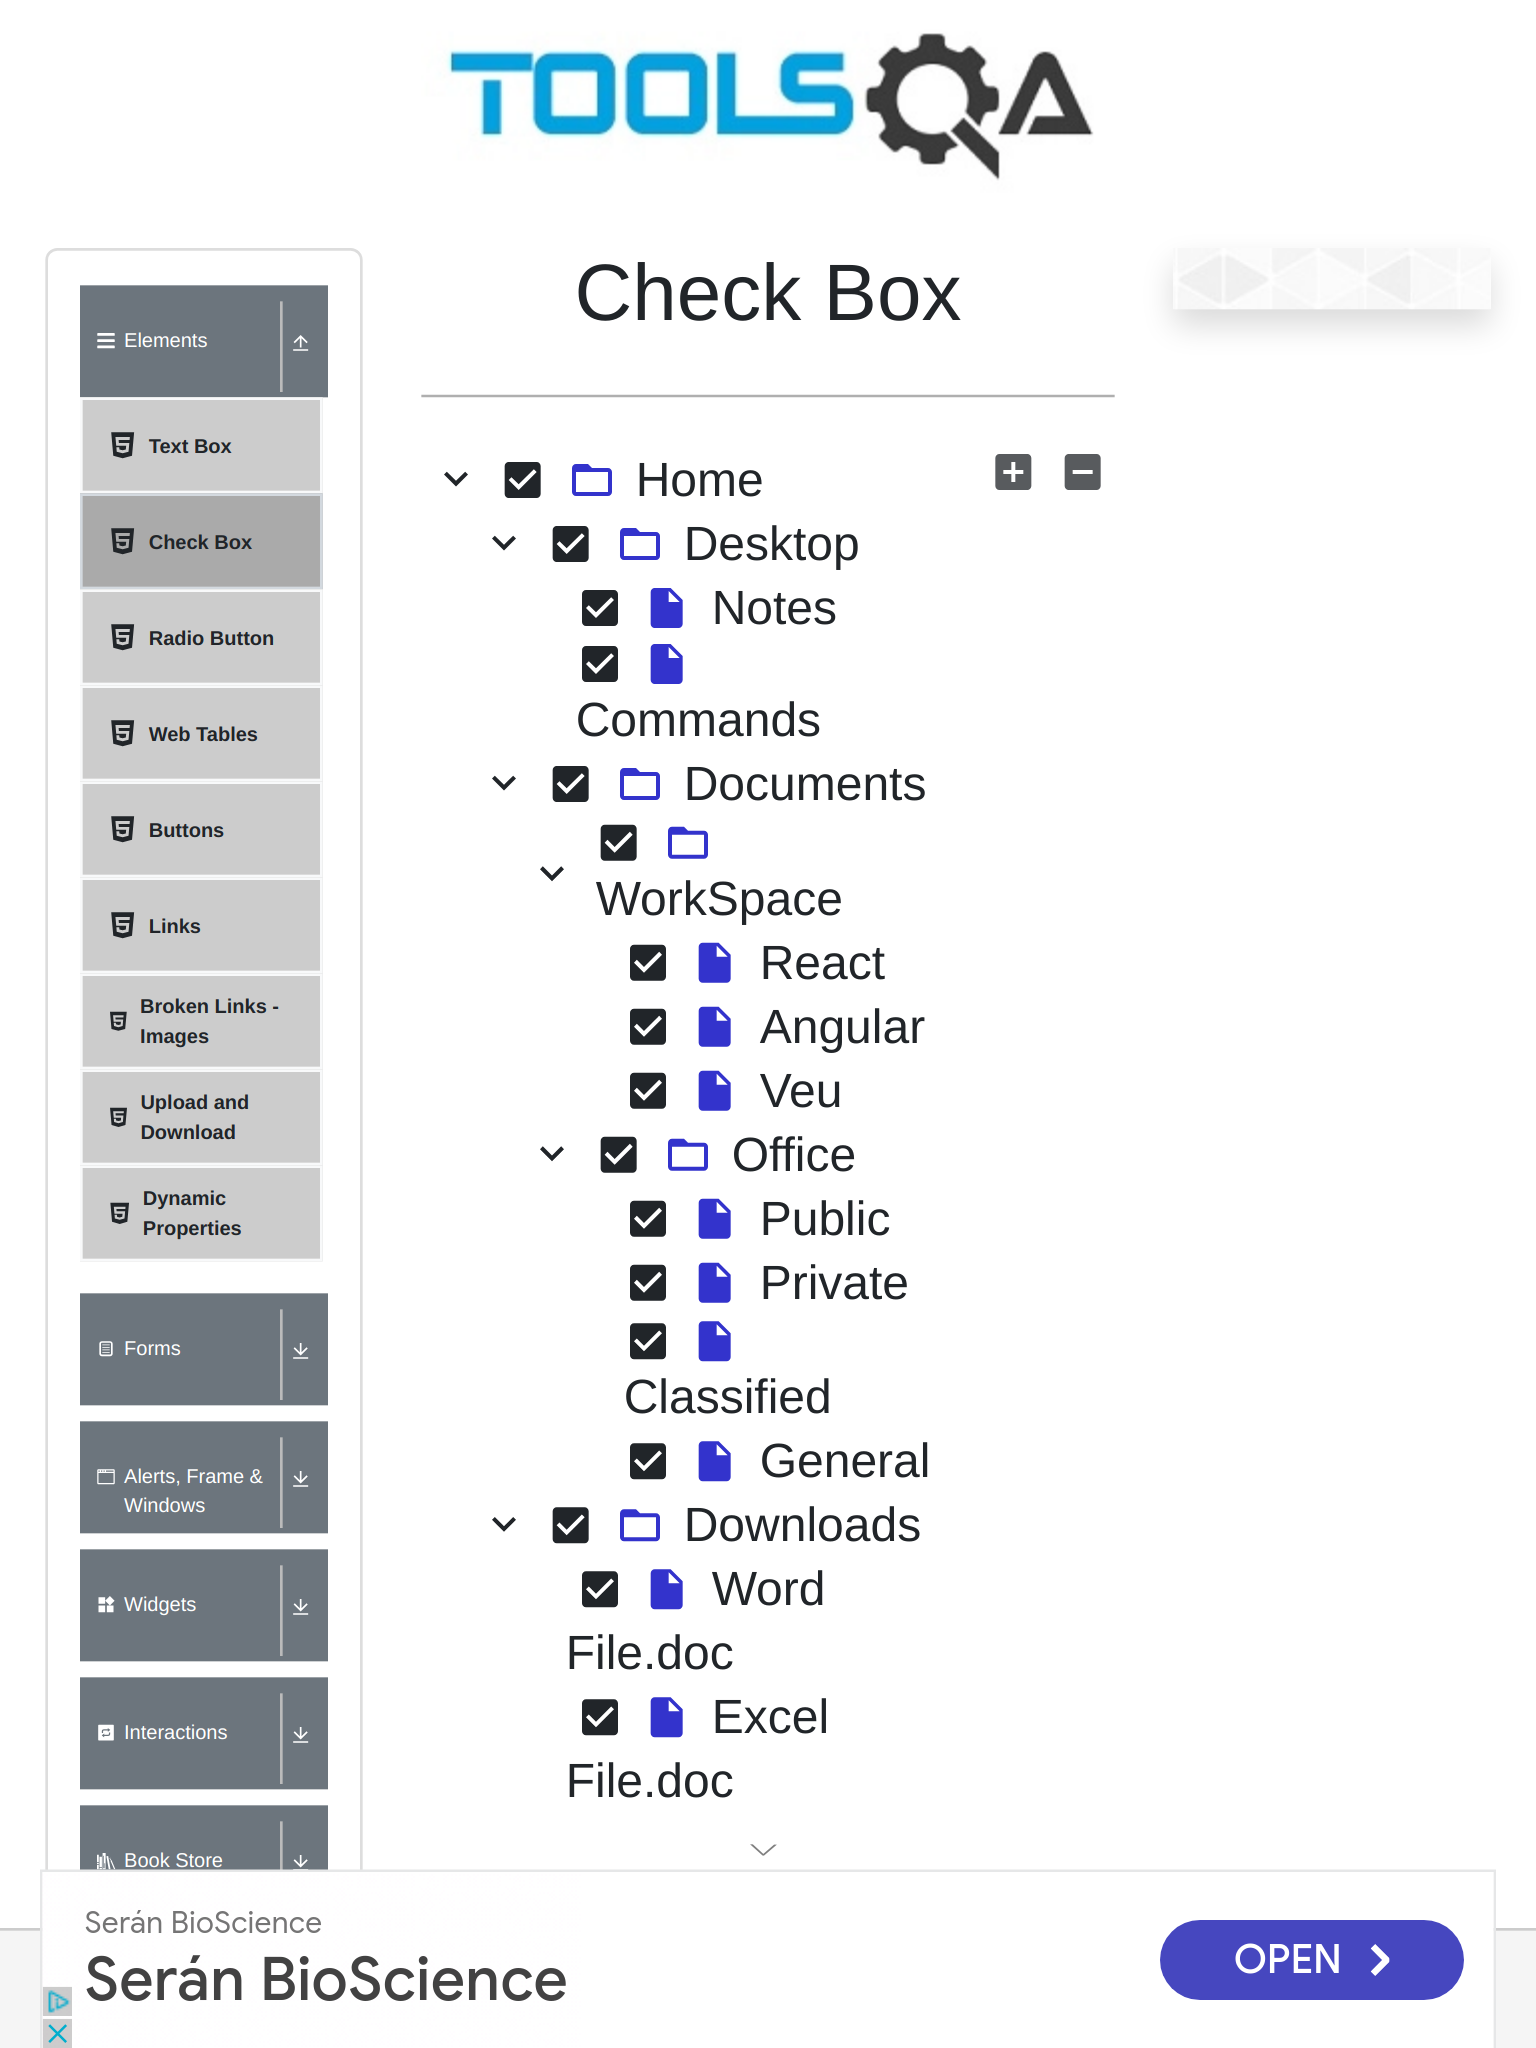 TOOLSQA
Elements
Text Box
Check Box
Radio Button
Web Tables
Buttons
Links
Broken Links -
Images
Upload and
Download
Dynamic
Properties
Forms
Alerts, Frame &
Windows
Widgets
Interactions
Book Store
Check Box
Home
Desktop
Notes
Commands
Documents
WorkSpace
React
Angular
Veu
Office
Public
Private
Classified
General
Downloads
Word
File.doc
Excel
File.doc
Serán BioScience
Serán BioScience
OPEN